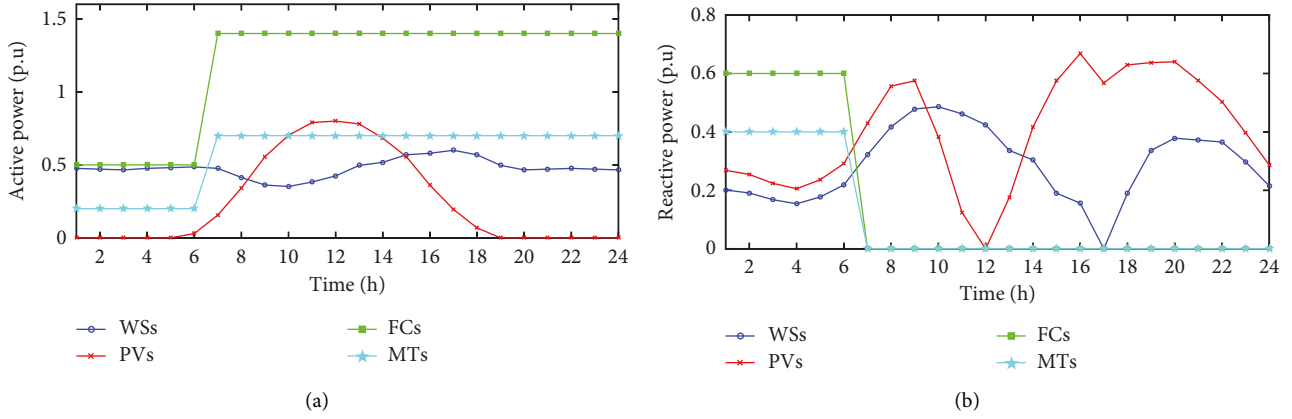 Active power (p.u)
1.5
1
0.5
0
2 4 6 8 10 12 14 16 18 20 22 24
Time (h)
WSs
PVs
FCs
MTs
(a)
Reactive power (p.u)
0.8
0.6
0.4
0.2
0
2 4 6 8 10 12 14 16 18 20 22 24
Time (h)
WSs
PVs
FCs
MTs
(b)